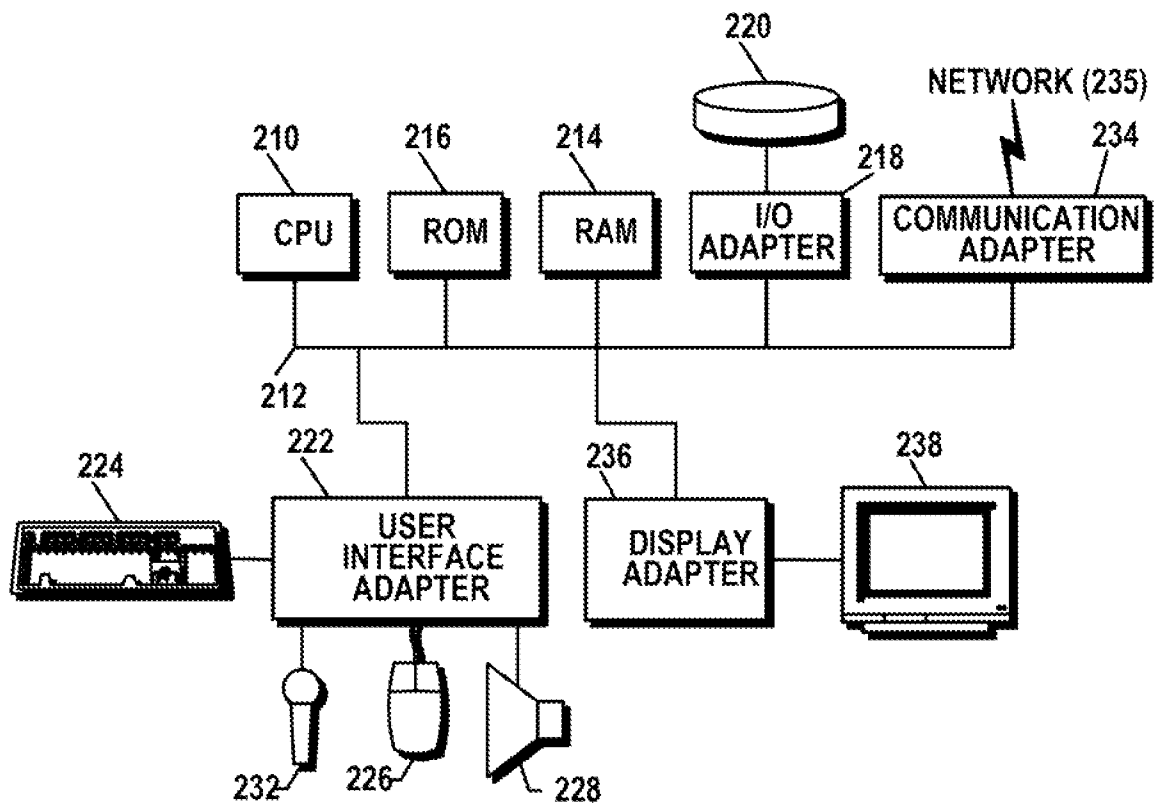 220
NETWORK (235)
210
216
214
218
234
CPU
ROM
RAM
I/O
ADAPTER
COMMUNICATION
ADAPTER
212
222
224
236
238
USER
INTERFACE
ADAPTER
DISPLAY
ADAPTER
232
226
228